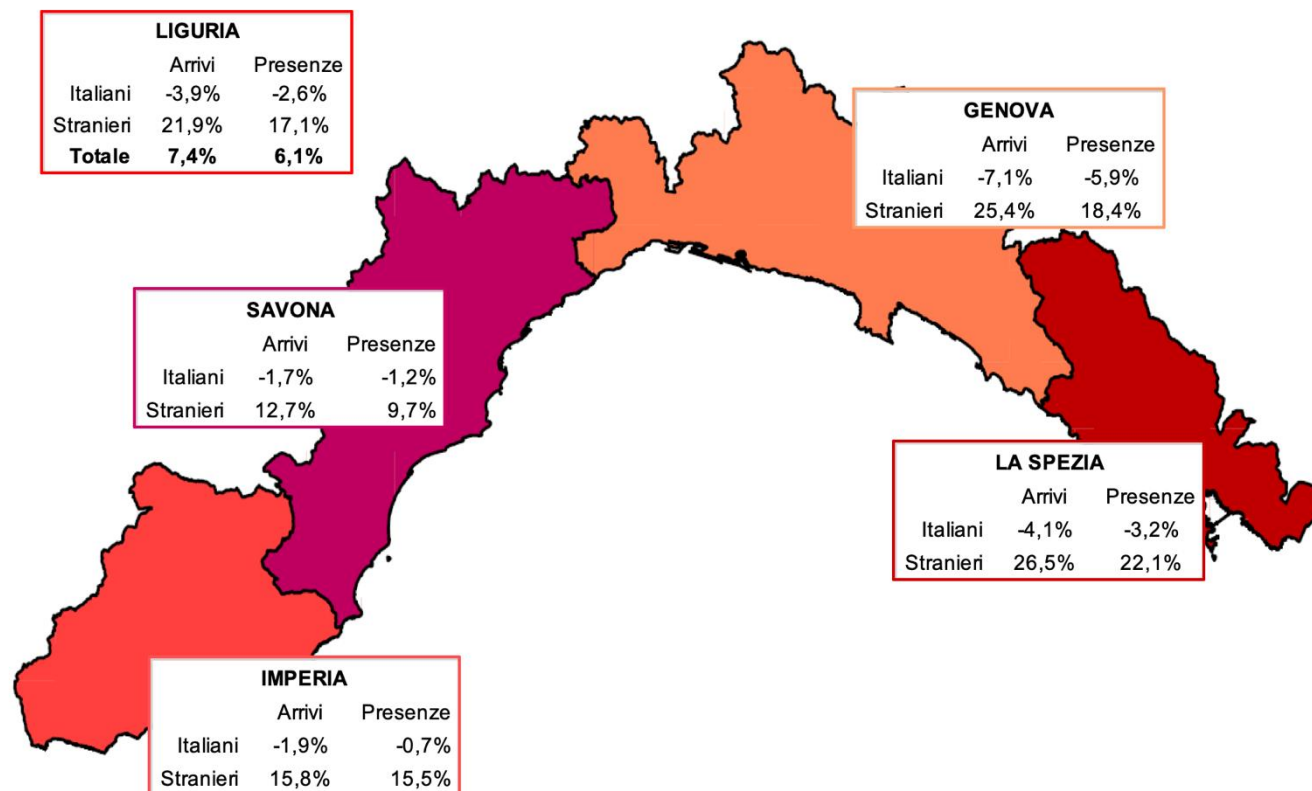 LIGURIA
Arrivi Presenze
Italiani -3,9% -2,6%
Stranieri 21,9% 17,1%
Totale 7,4% 6,1%
GENOVA
Arrivi Presenze
Italiani -7,1% -5,9%
Stranieri 25,4% 18,4%
SAVONA
Arrivi Presenze
Italiani -1,7% -1,2%
Stranieri 12,7% 9,7%
LA SPEZIA
Arrivi Presenze
Italiani -4,1% -3,2%
Stranieri 26,5% 22,1%
IMPERIA
Arrivi Presenze
Italiani -1,9% -0,7%
Stranieri 15,8% 15,5%